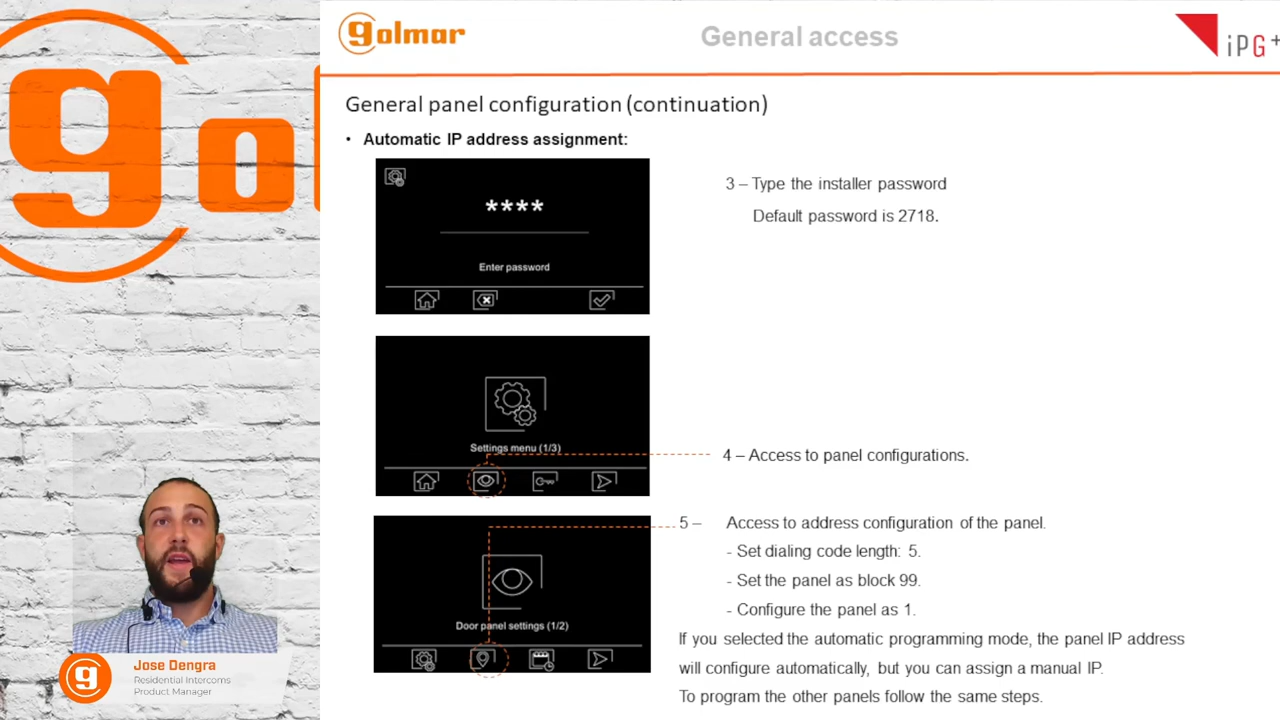 golmar
General access
iPG+
General panel configuration (continuation)
• Automatic IP address assignment:
****
Enter password
3 – Type the installer password
Default password is 2718.
Settings menu (1/3)
4 – Access to panel configurations.
Door panel settings (1/2)
5 – Access to address configuration of the panel.
- Set dialing code length: 5.
- Set the panel as block 99.
- Configure the panel as 1.
If you selected the automatic programming mode, the panel IP address
will configure automatically, but you can assign a manual IP.
To program the other panels follow the same steps.
gol
g
Jose Dengra
Residential Intercoms
Product Manager